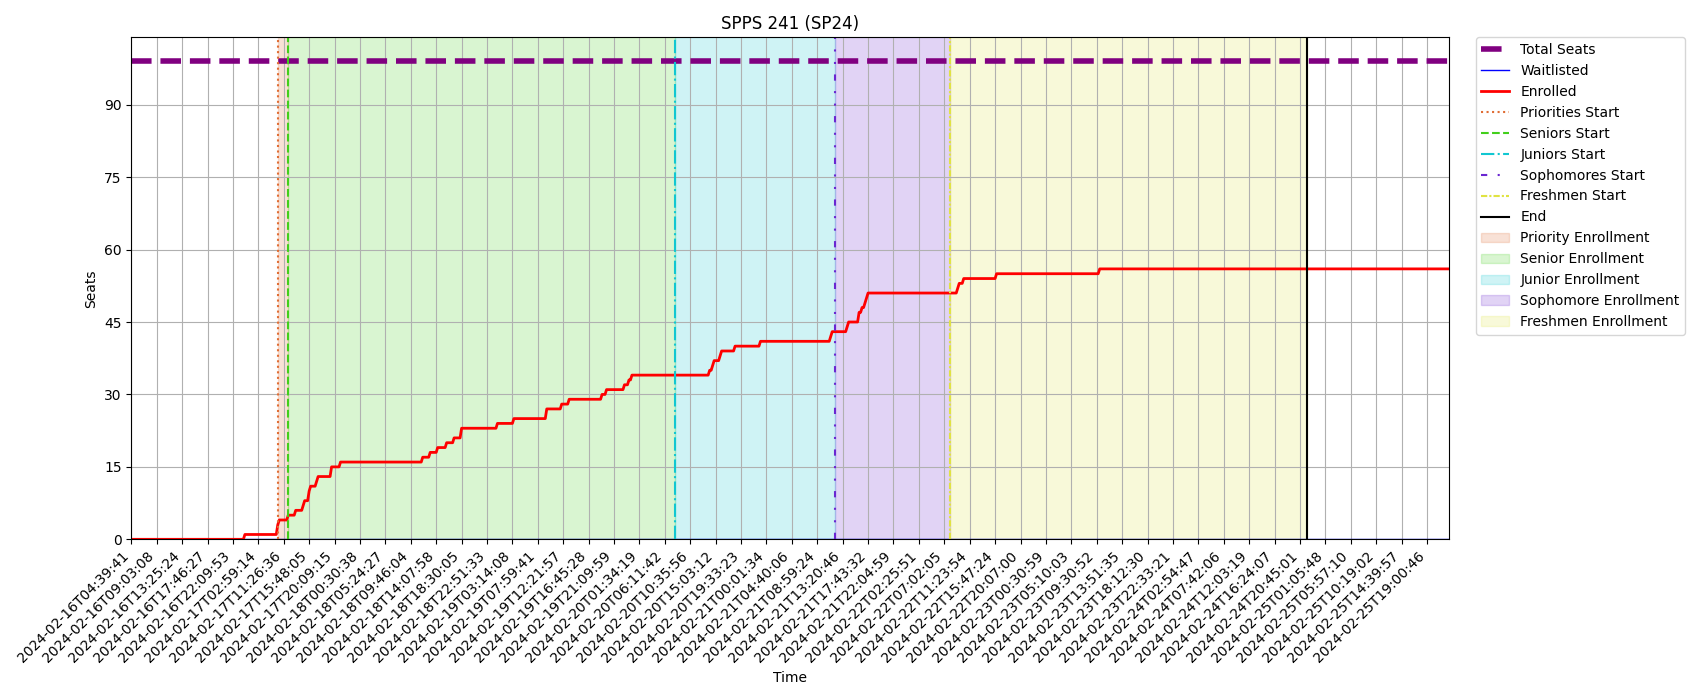 SPPS 241 (SP24)
Seats
90
75
60
45
30
15
0
2024-02-16T04:39:41
2024-02-16T09:03:08
2024-02-16T13:25:24
2024-02-16T17:46:27
2024-02-16T22:09:53
2024-02-17T02:59:14
2024-02-17T11:26:36
2024-02-17T15:48:05
2024-02-17T20:09:15
2024-02-18T00:30:38
2024-02-18T05:24:27
2024-02-18T09:46:04
2024-02-18T14:07:58
2024-02-18T18:30:05
2024-02-18T22:51:33
2024-02-19T03:14:08
2024-02-19T07:59:41
2024-02-19T12:21:57
2024-02-19T16:45:28
2024-02-19T21:09:59
2024-02-20T01:34:19
2024-02-20T06:11:42
2024-02-20T10:35:56
2024-02-20T15:03:12
2024-02-20T19:33:23
2024-02-21T00:01:34
2024-02-21T04:40:06
2024-02-21T08:59:24
2024-02-21T13:20:46
2024-02-21T17:43:32
2024-02-21T22:04:59
2024-02-22T02:25:51
2024-02-22T07:02:05
2024-02-22T11:23:54
2024-02-22T15:47:24
2024-02-22T20:07:00
2024-02-23T00:30:59
2024-02-23T05:10:03
2024-02-23T09:30:52
2024-02-23T13:51:35
2024-02-23T18:12:30
2024-02-23T22:33:21
2024-02-24T02:54:47
2024-02-24T07:42:06
2024-02-24T12:03:19
2024-02-24T16:24:07
2024-02-24T20:45:01
2024-02-25T01:05:48
2024-02-25T05:57:10
2024-02-25T10:19:02
2024-02-25T14:39:57
2024-02-25T19:00:46
Time
Total Seats
Waitlisted
Enrolled
Priorities Start
Seniors Start
Juniors Start
Sophomores Start
Freshmen Start
End
Priority Enrollment
Senior Enrollment
Junior Enrollment
Sophomore Enrollment
Freshmen Enrollment